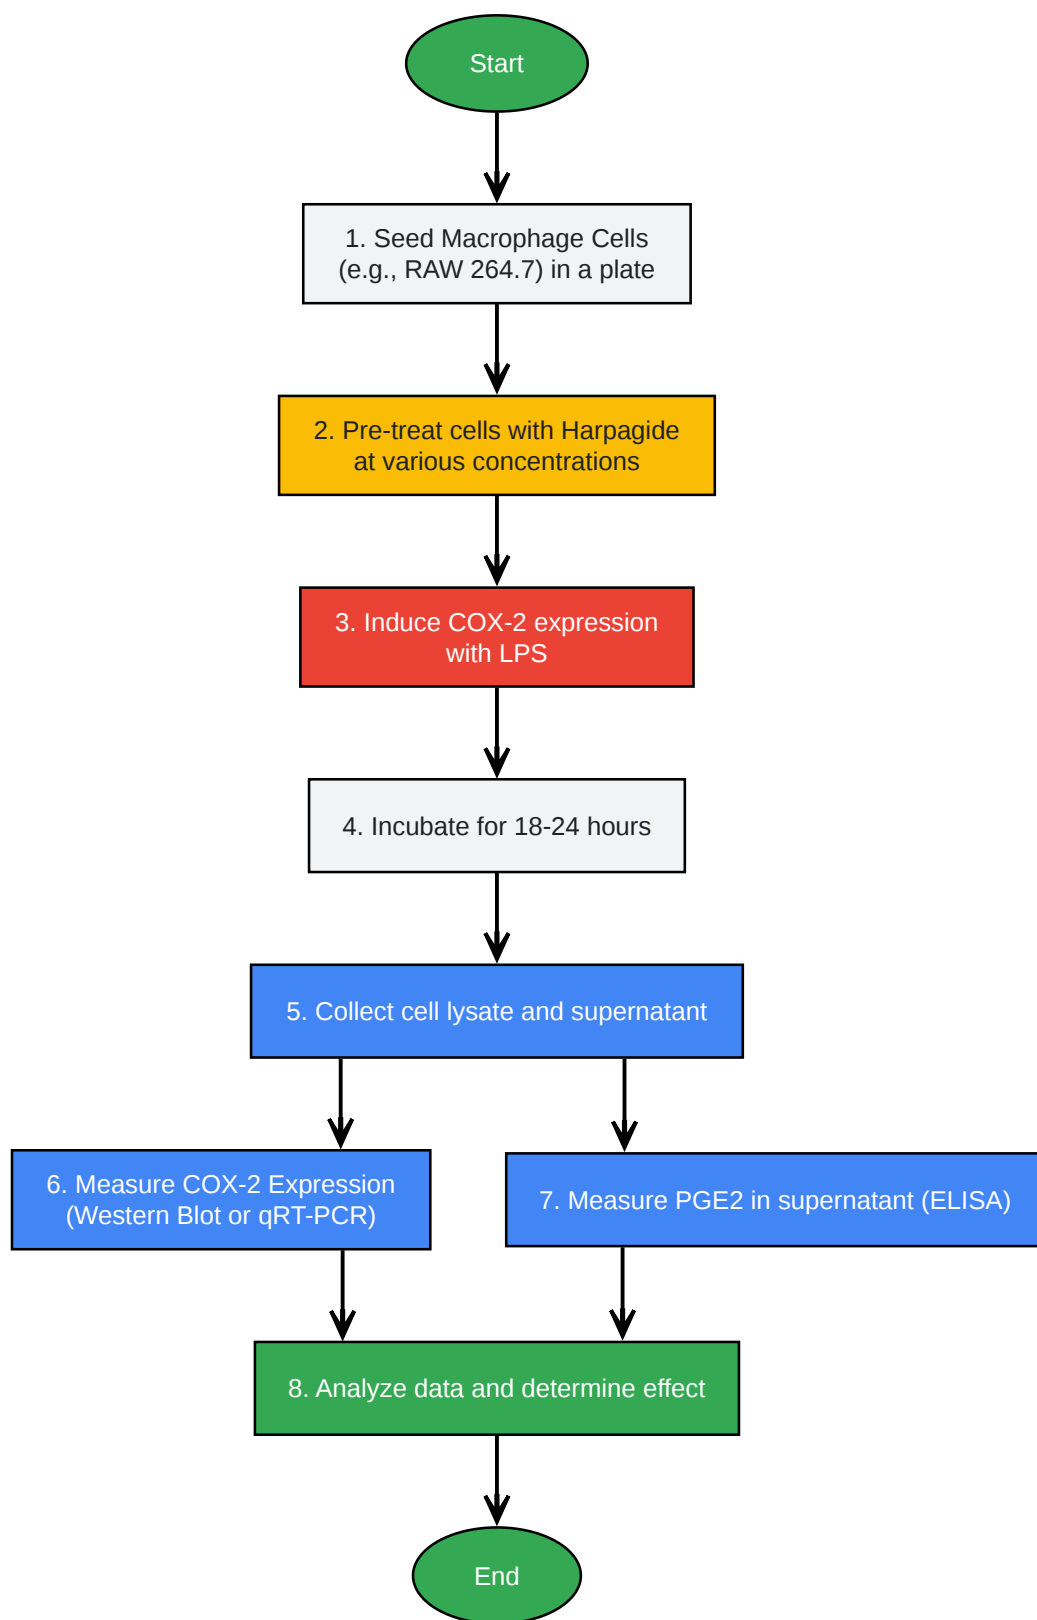 Start
1. Seed Macrophage Cells
(e.g., RAW 264.7) in a plate
2. Pre-treat cells with Harpagide
at various concentrations
3. Induce COX-2 expression
with LPS
4. Incubate for 18-24 hours
5. Collect cell lysate and supernatant
6. Measure COX-2 Expression
(Western Blot or qRT-PCR)
7. Measure PGE2 in supernatant (ELISA)
8. Analyze data and determine effect
End